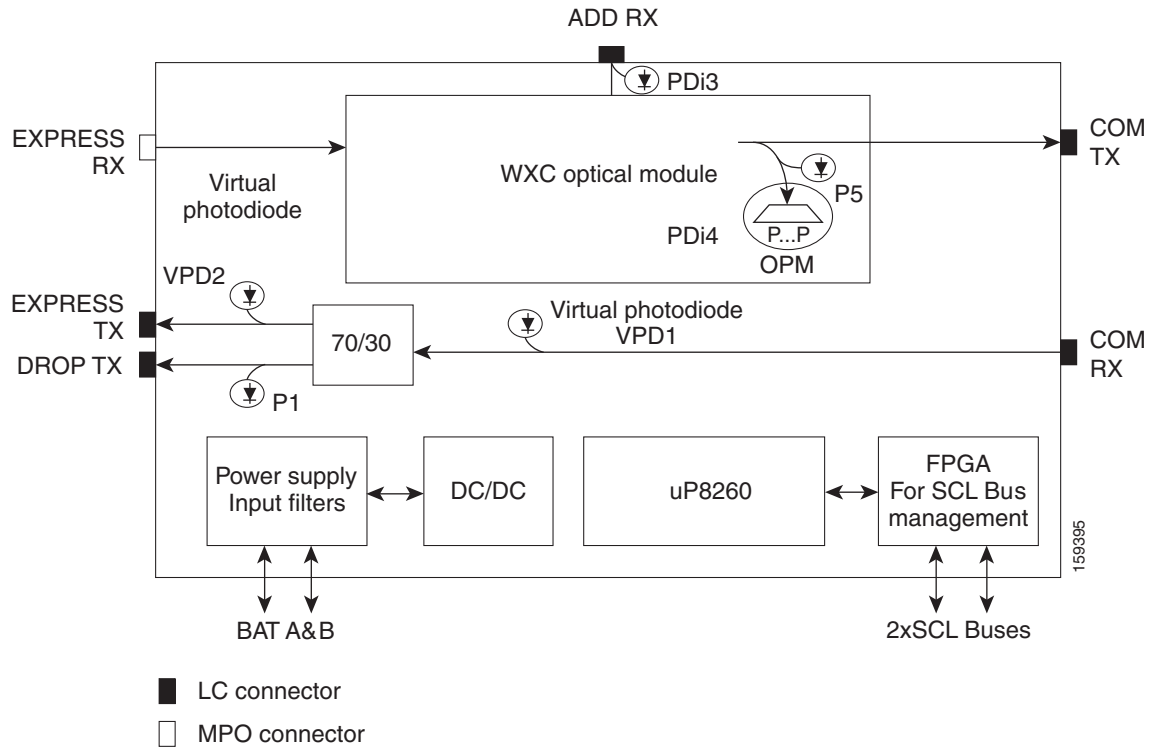 ADD RX
PDi3
EXPRESS
RX
COM
TX
Virtual
photodiode
WXC optical module
P5
PDi4
P...P
OPM
VPD2
EXPRESS
TX
DROP TX
70/30
Virtual photodiode
VPD1
COM
RX
P1
Power supply
Input filters
DC/DC
uP8260
FPGA
For SCL Bus
management
159395
BAT A&B
2xSCL Buses
LC connector
MPO connector